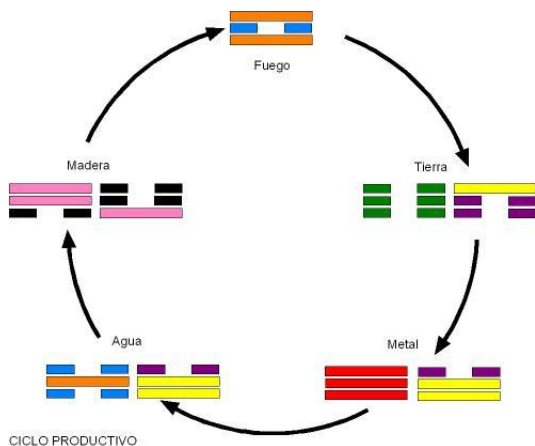 Fuego
Madera
Tierra
Agua
Metal
CICLO PRODUCTIVO